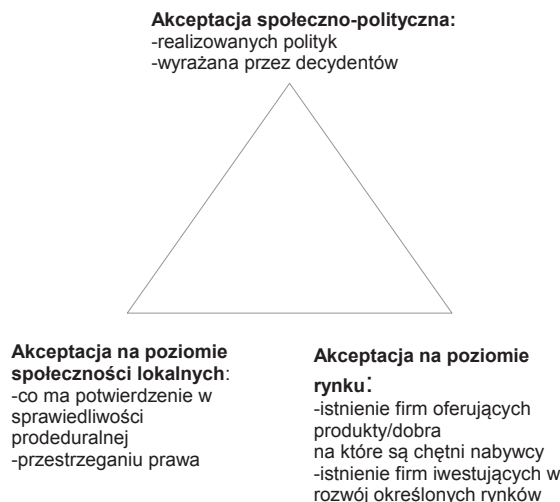 Akceptacja społeczno-polityczna:
-realizowanych polityk
-wyrażana przez decydentów
Akceptacja na poziomie
społeczności lokalnych:
-co ma potwierdzenie w
sprawiedliwości
prodeduralnej
-przestrzeganiu prawa
Akceptacja na poziomie
rynku:
-istnienie firm oferujących
produkty/dobra
na które są chętni nabywcy
-istnienie firm iwestujących w
rozwój określonych rynków